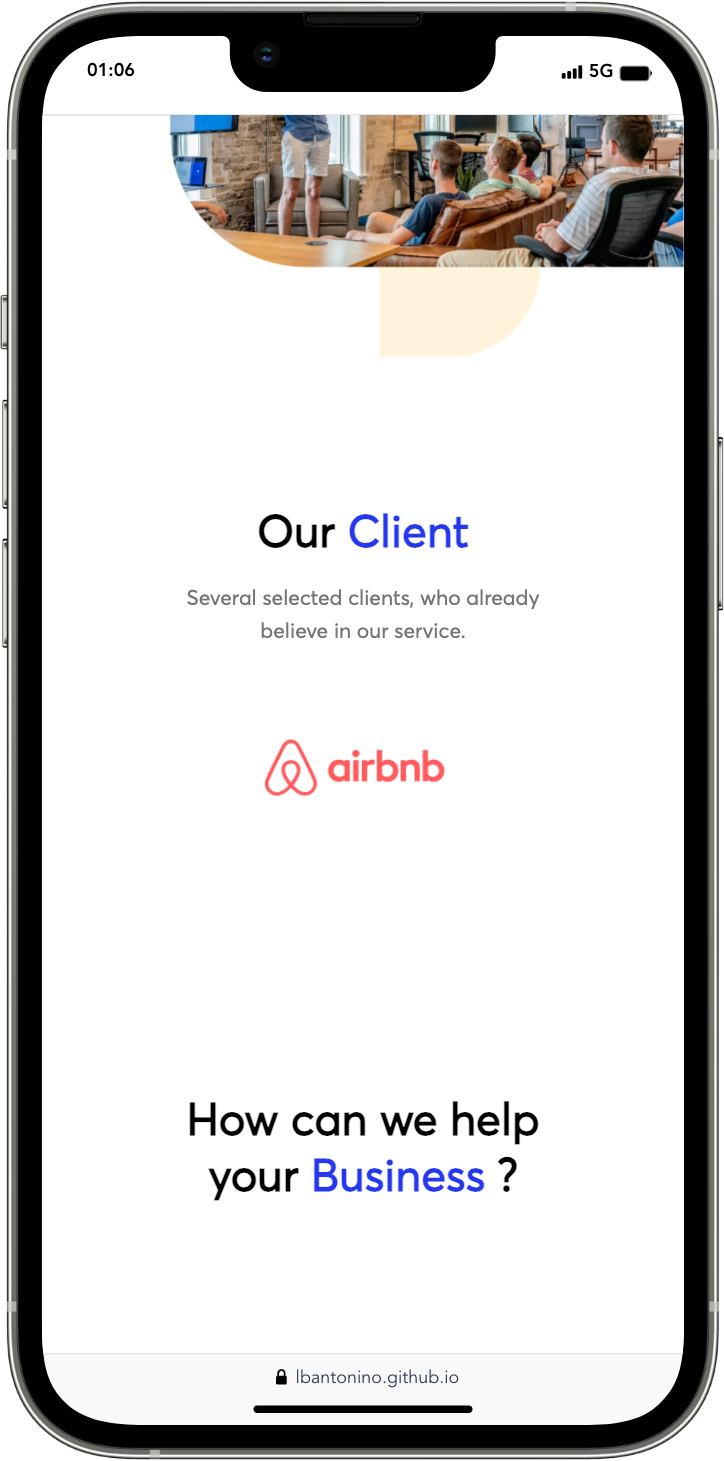 01:06
5G
Our Client
Several selected clients, who already
believe in our service.
airbnb
How can we help
your Business ?
lbantonino.github.io